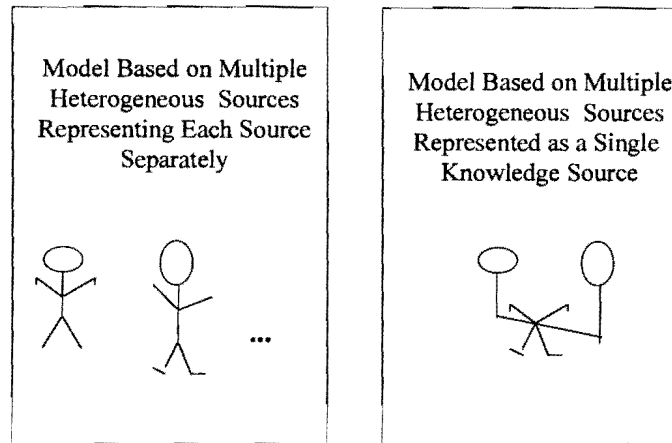 Model Based on Multiple
Heterogeneous Sources
Representing Each Source
Separately
...
Model Based on Multiple
Heterogeneous Sources
Represented as a Single
Knowledge Source